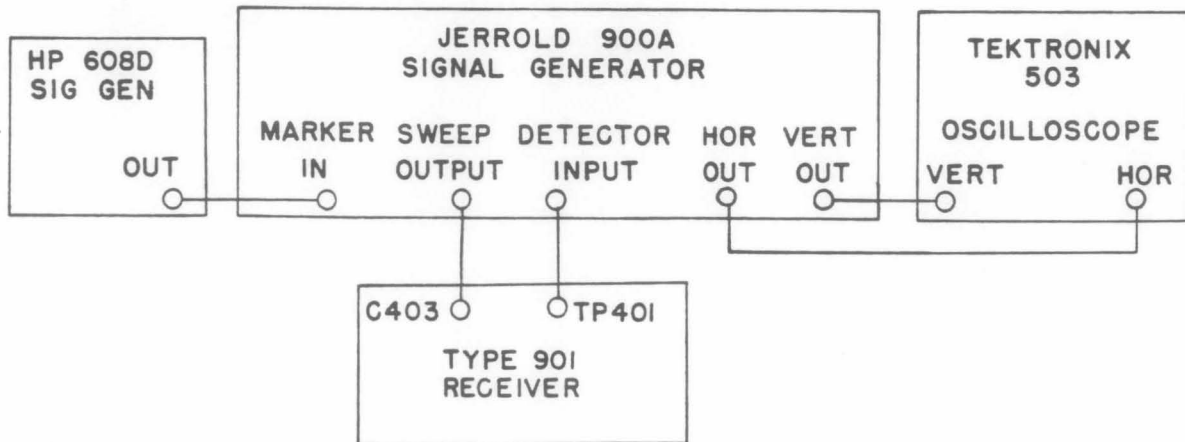 HP 608D
SIG GEN
OUT
JERROLD 900A
SIGNAL GENERATOR
MARKER
IN
SWEEP
OUTPUT
DETECTOR
INPUT
HOR
OUT
VERT
OUT
TEKTRONIX
503
OSCILLOSCOPE
VERT
HOR
C403
TP401
TYPE 901
RECEIVER